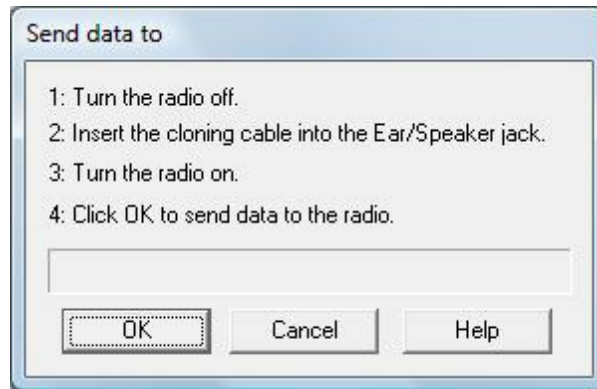 Send data to
1: Turn the radio off.
2: Insert the cloning cable into the Ear/Speaker jack.
3: Turn the radio on.
4: Click OK to send data to the radio.
OK Cancel Help